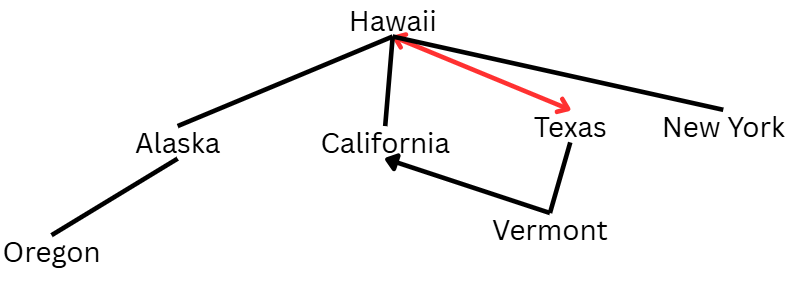 Hawaii
Alaska
California
Texas
New York
Oregon
Vermont